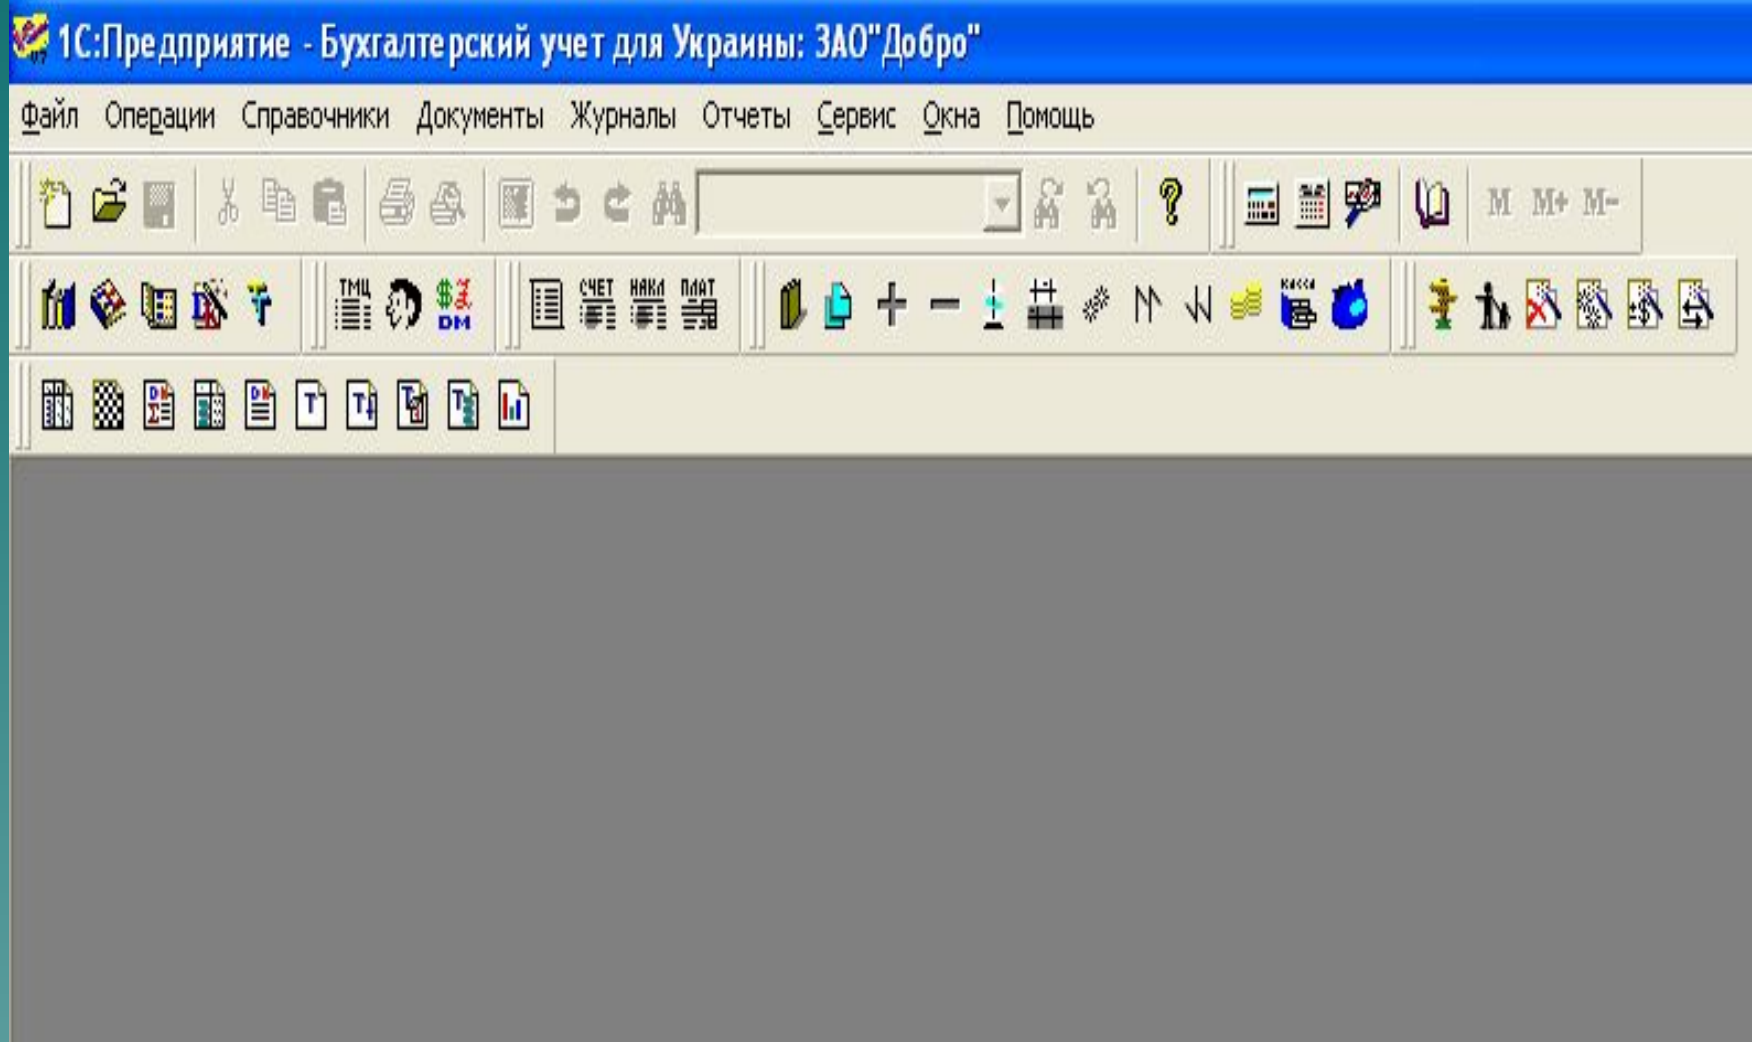 1С:Предприятие - Бухгалтерский учет для Украины: ЗАО"Добро"
Файл Операции Справочники Документы Журналы Отчеты Сервис Окна Помощь
М М+ М-
ТМЦ $ DM СЧЕТ НАКЛ ПЛАТ КАССА